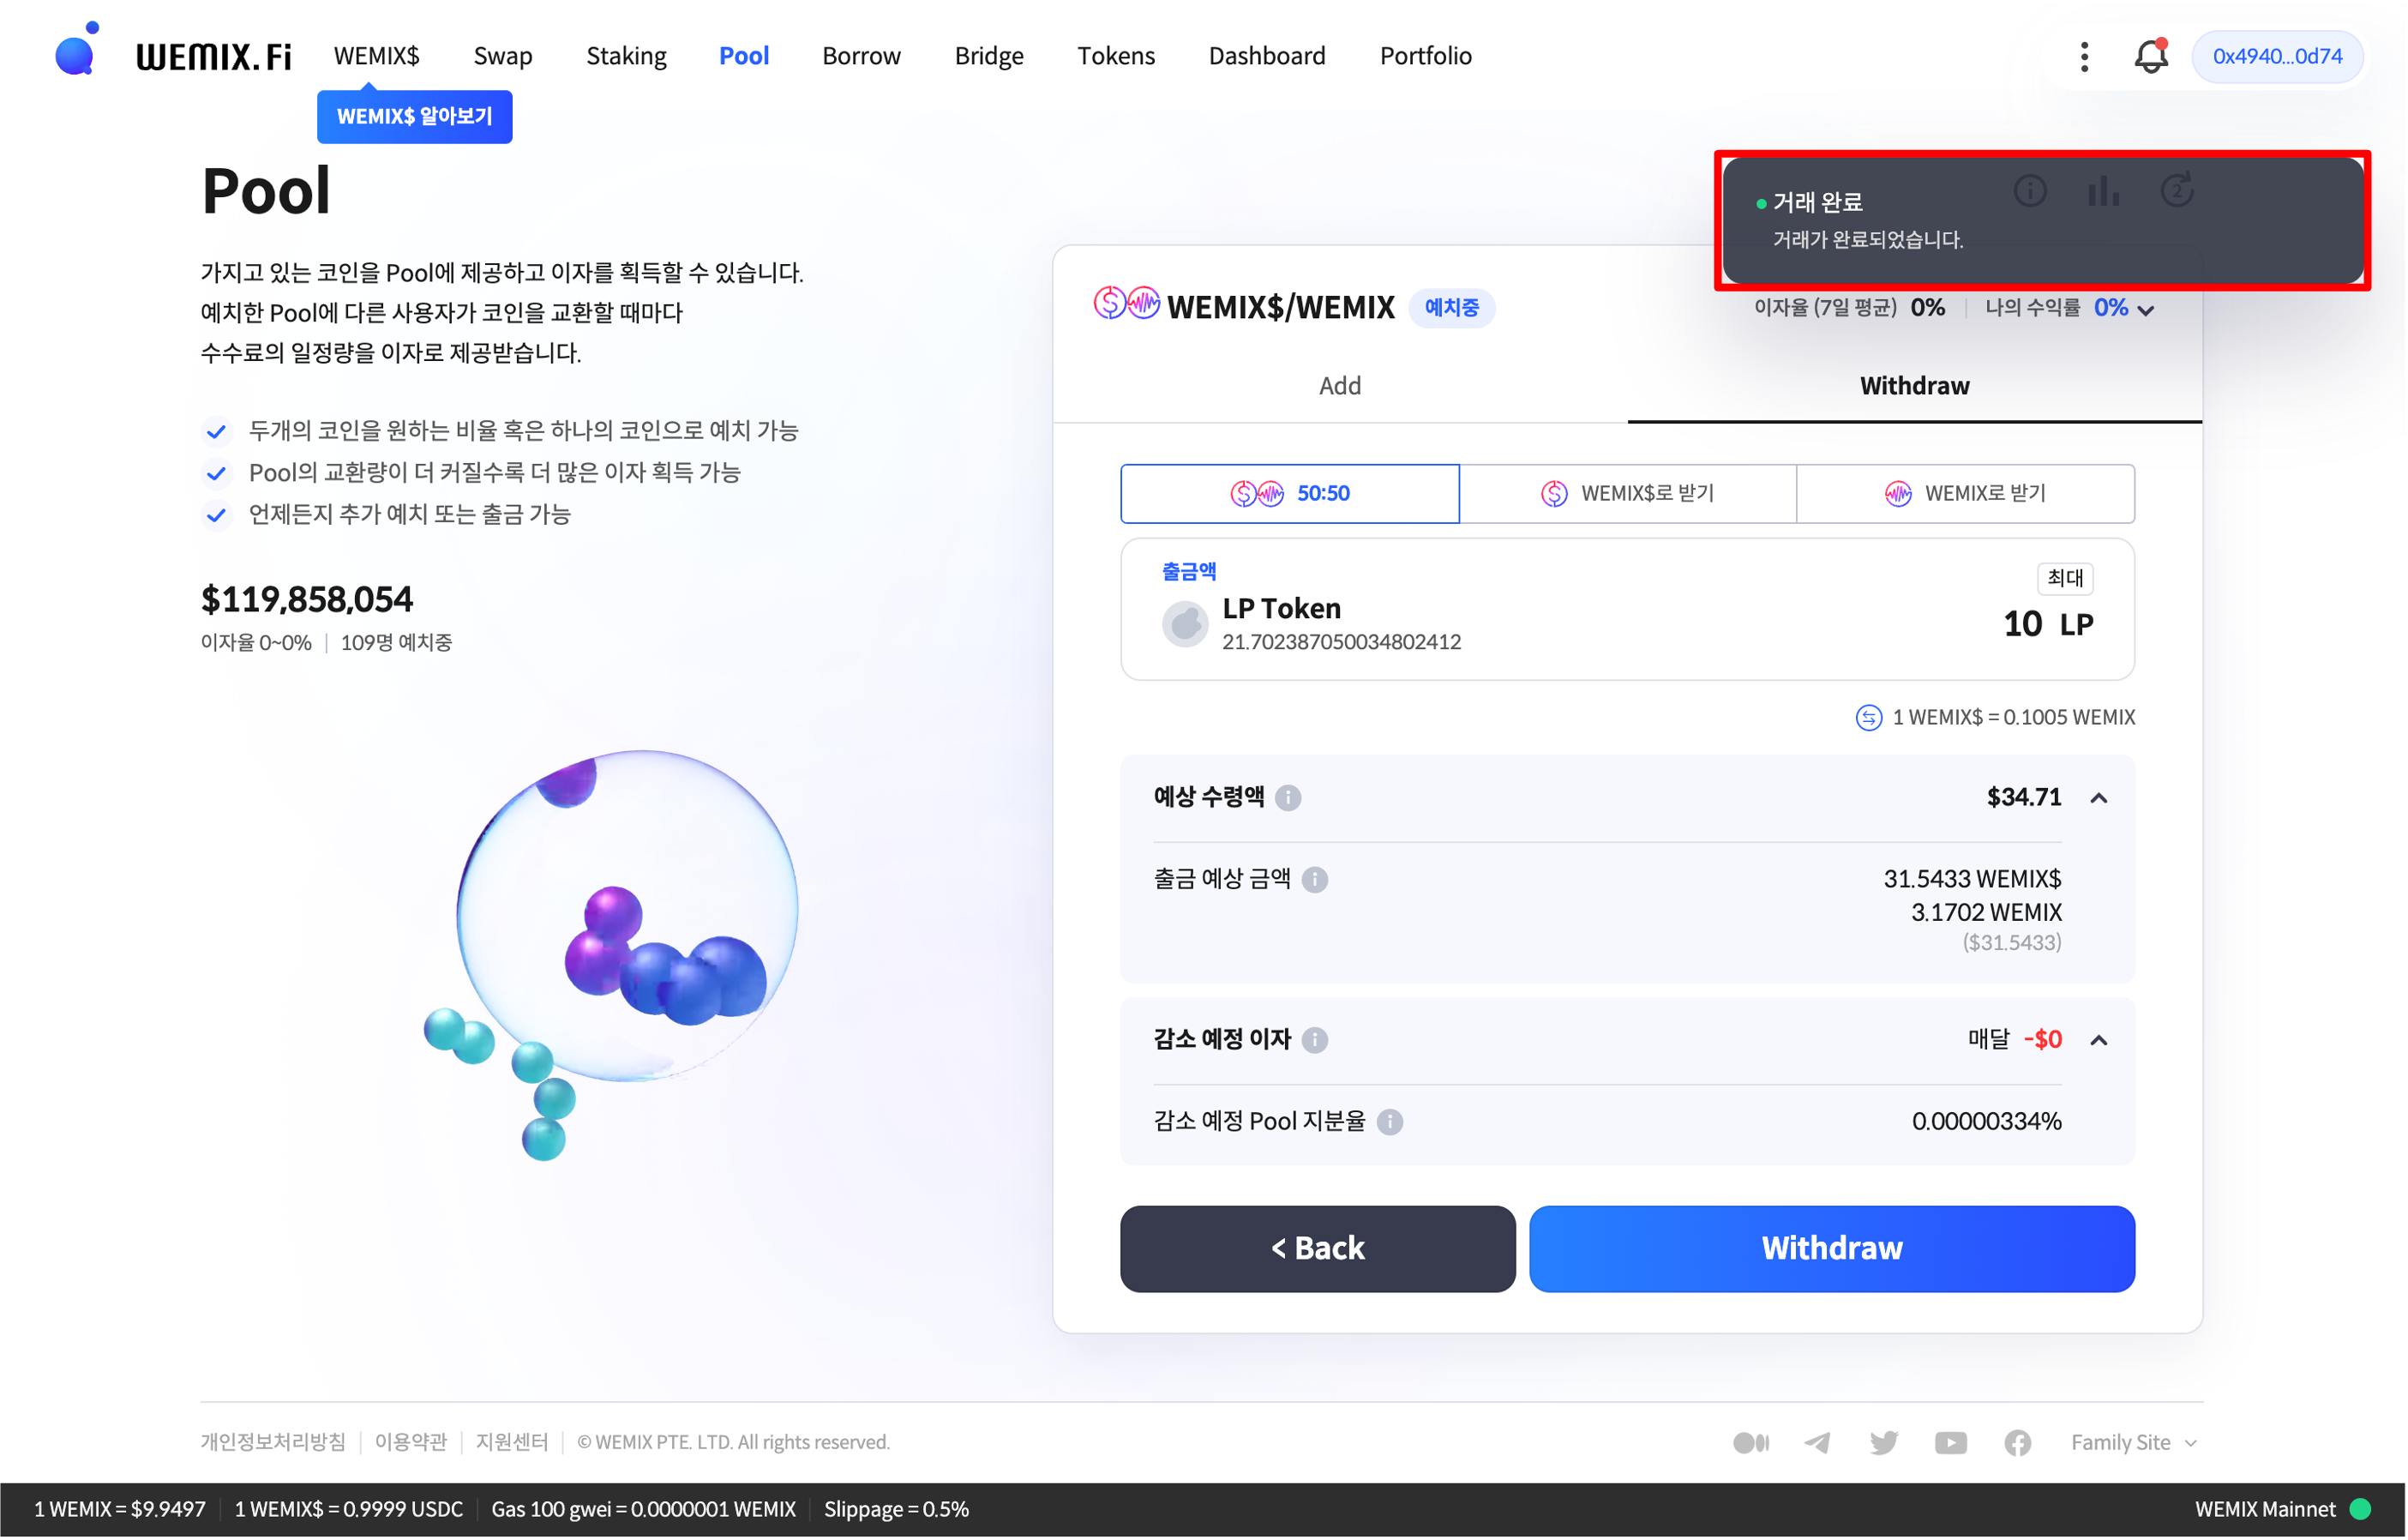 WEMIX.Fi
WEMIX$ Swap Staking Pool Borrow Bridge Tokens Dashboard Portfolio
0x4940...0d74
WEMIX$ 알아보기
Pool
가지고 있는 코인을 Pool에 제공하고 이자를 획득할 수 있습니다.
예치한 Pool에 다른 사용자가 코인을 교환할 때마다
수수료의 일정량을 이자로 제공받습니다.
두개의 코인을 원하는 비율 혹은 하나의 코인으로 예치 가능
Pool의 교환량이 더 커질수록 더 많은 이자 획득 가능
언제든지 추가 예치 또는 출금 가능
$119,858,054
이자율 0~0% | 109명 예치중
2
거래 완료
거래가 완료되었습니다.
WEMIX$/WEMIX 예치중
이자율 (7일 평균) 0% | 나의 수익률 0%
Add Withdraw
50:50 WEMIX$로 받기 WEMIX로 받기
출금액 최대
LP Token 10 LP
21.702387050034802412
1 WEMIX$ = 0.1005 WEMIX
예상 수령액 $34.71
출금 예상 금액 31.5433 WEMIX$
3.1702 WEMIX
($31.5433)
감소 예정 이자 매달 -$0
감소 예정 Pool 지분율 0.00000334%
< Back Withdraw
개인정보처리방침 | 이용약관 | 지원센터 | © WEMIX PTE. LTD. All rights reserved.
Family Site
1 WEMIX = $9.9497 | 1 WEMIX$ = 0.9999 USDC | Gas 100 gwei = 0.0000001 WEMIX | Slippage = 0.5%
WEMIX Mainnet